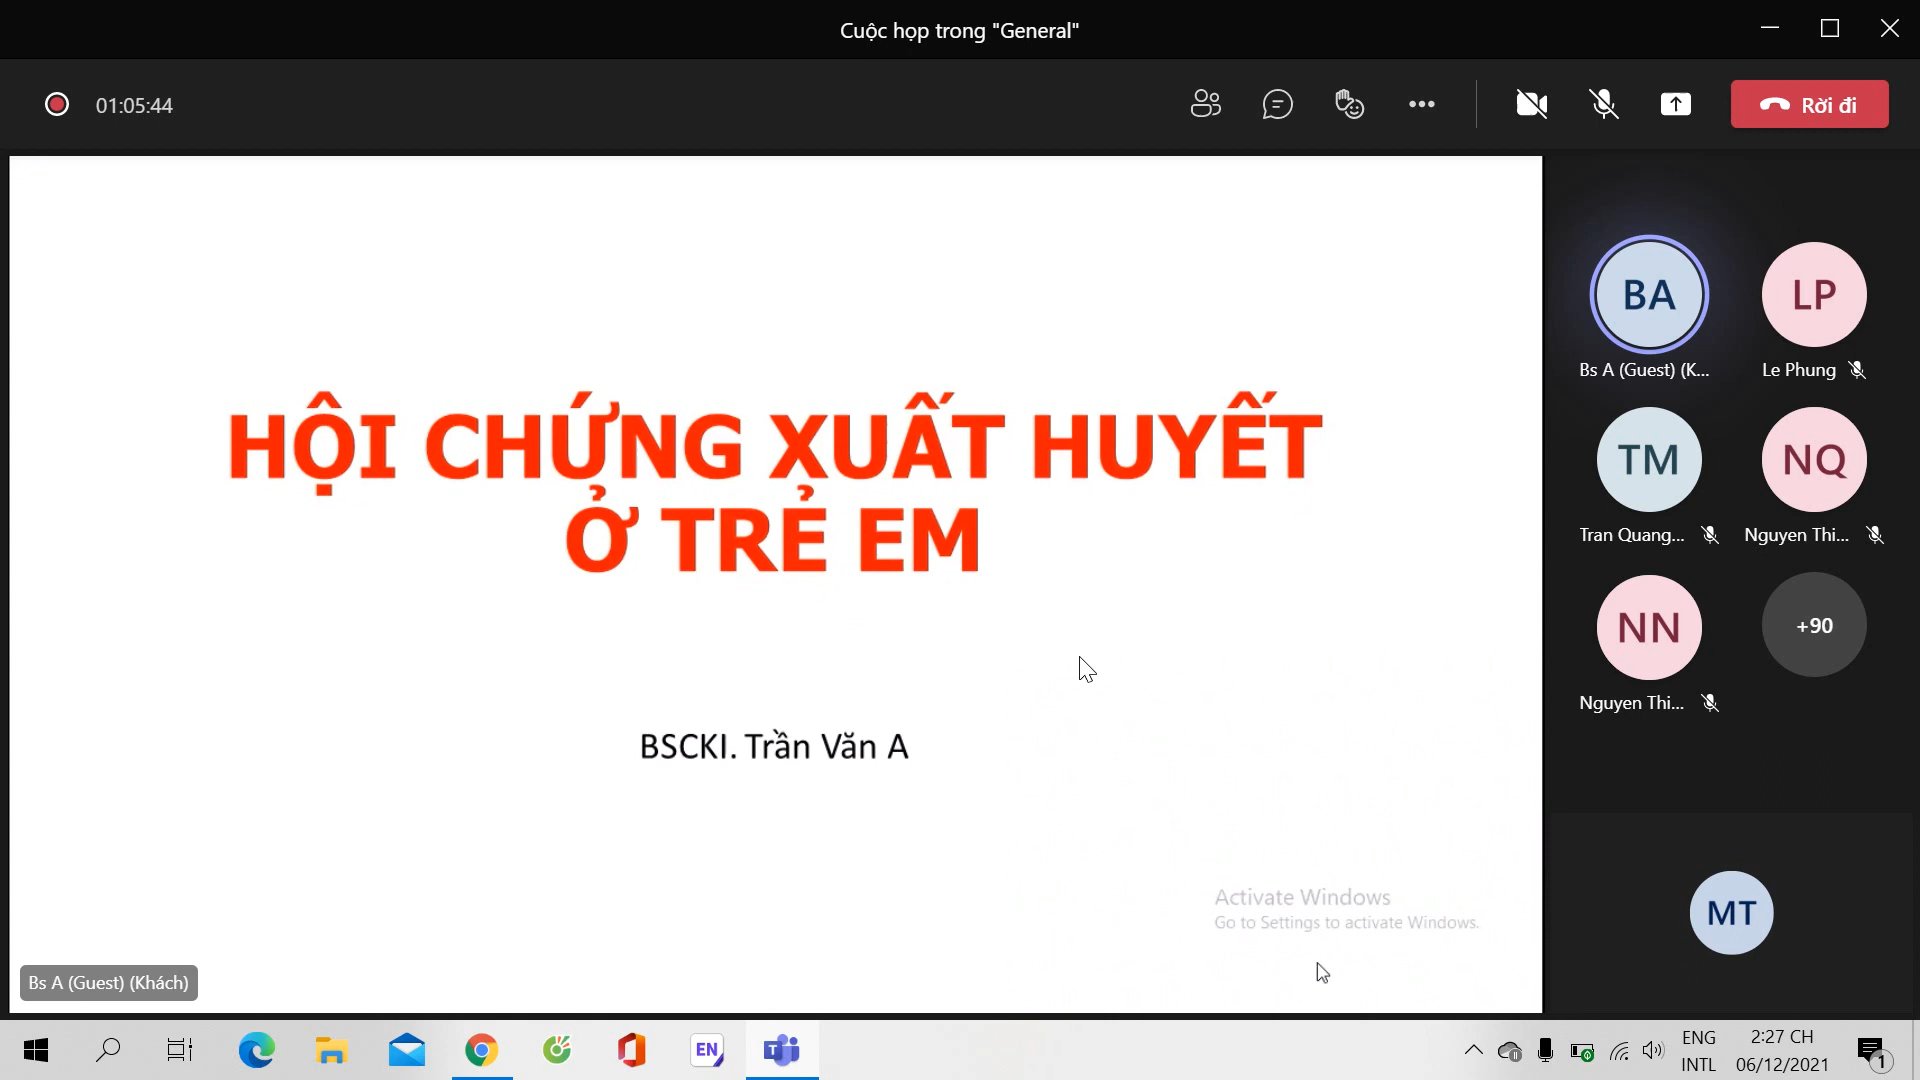 Cuộc họp trong "General"
01:05:44
Rời đi
HỘI CHỨNG XUẤT HUYẾT
Ở TRẺ EM
BSCKI. Trần Văn A
Activate Windows
Go to Settings to activate Windows.
Bs A (Guest) (Khách)
BA
LP
Bs A (Guest) (K...
Le Phung
TM
NQ
Tran Quang...
Nguyen Thi...
NN
+90
Nguyen Thi...
MT
EN
T
ENG
INTL
2:27 CH
06/12/2021
1